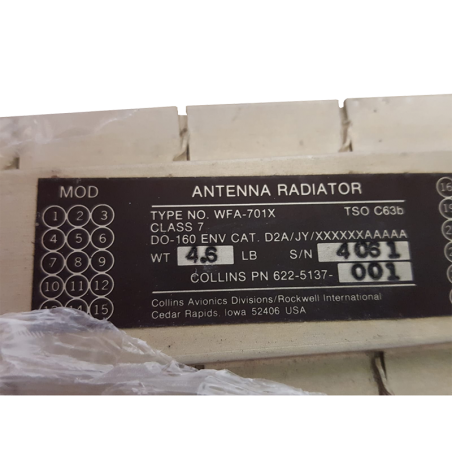 MOD
1 2 3
4 5 6
7 8 9
10 11 12
13 14 15
ANTENNA RADIATOR
TYPE NO. WFA-701X TSO C63b
CLASS 7
DO-160 ENV CAT. D2A/JY/XXXXXXAAAAA
WT 4.6 LB S/N 4061
COLLINS PN 622-5137-001
Collins Avionics Divisions/Rockwell International
Cedar Rapids, Iowa 52406 USA